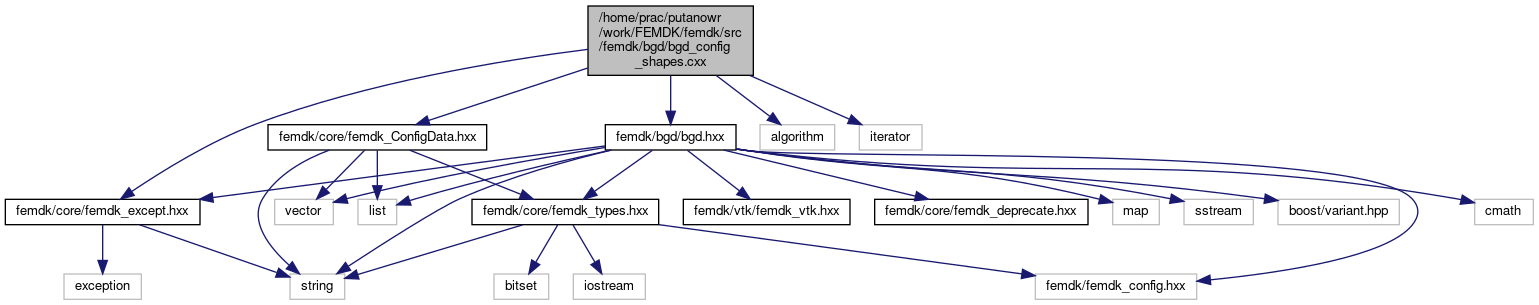 /home/prac/putanowr
/work/FEMDK/femdk/src
/femdk/bgd/bgd_config
_shapes.cxx
femdk/core/femdk_ConfigData.hxx
femdk/bgd/bgd.hxx
algorithm
iterator
femdk/core/femdk_except.hxx
vector
list
femdk/core/femdk_types.hxx
femdk/vtk/femdk_vtk.hxx
femdk/core/femdk_deprecate.hxx
map
sstream
boost/variant.hpp
cmath
exception
string
bitset
iostream
femdk/femdk_config.hxx